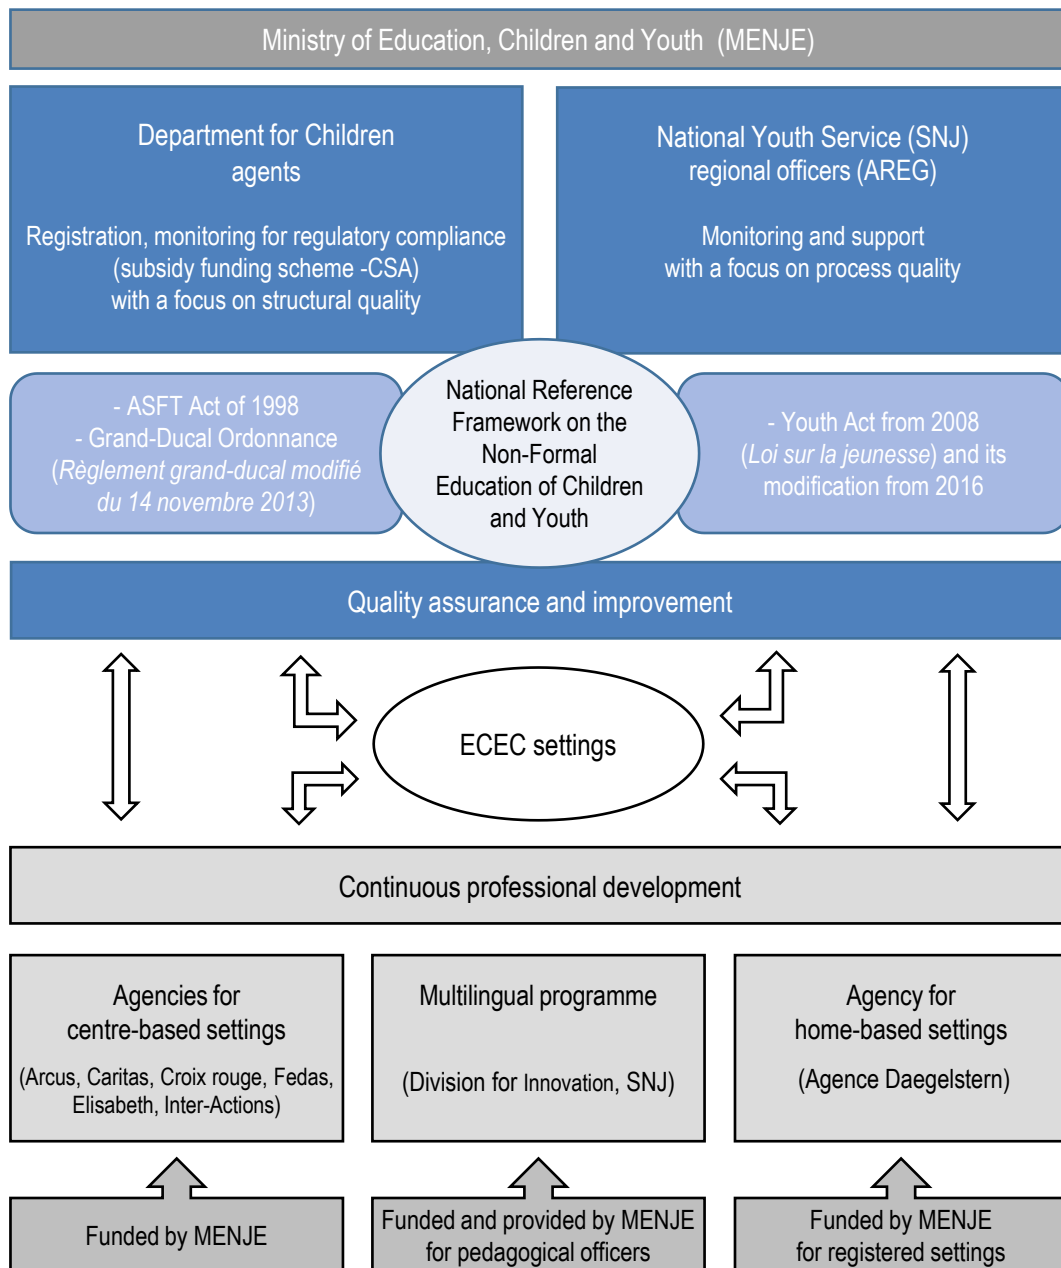 Ministry of Education, Children and Youth (MENJE)
Department for Children
agents
Registration, monitoring for regulatory compliance
(subsidy funding scheme -CSA)
with a focus on structural quality
National Youth Service (SNJ)
regional officers (AREG)
Monitoring and support
with a focus on process quality
- ASFT Act of 1998
- Grand-Ducal Ordonnance
(Règlement grand-ducal modifié
du 14 novembre 2013)
National Reference
Framework on the
Non-Formal
Education of Children
and Youth
- Youth Act from 2008
(Loi sur la jeunesse) and its
modification from 2016
Quality assurance and improvement
ECEC settings
Continuous professional development
Agencies for
centre-based settings
(Arcus, Caritas, Croix rouge, Fedas,
Elisabeth, Inter-Actions)
Multilingual programme
(Division for Innovation, SNJ)
Agency for
home-based settings
(Agence Daegelstern)
Funded by MENJE
Funded and provided by MENJE
for pedagogical officers
Funded by MENJE
for registered settings